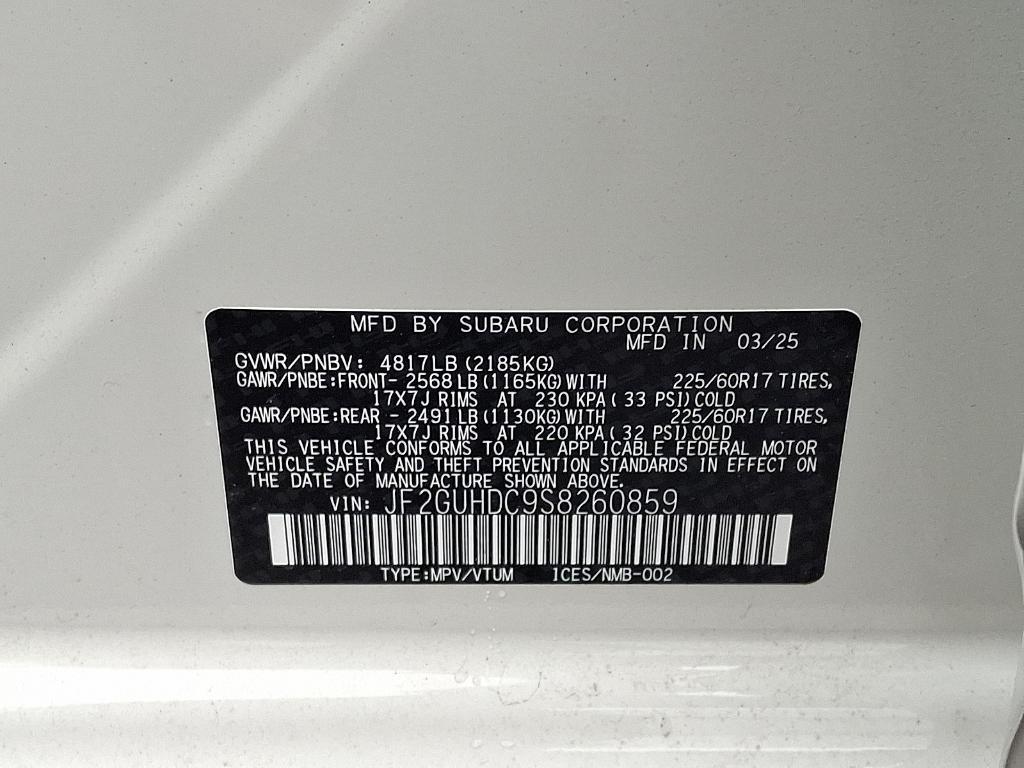 MFD BY SUBARU CORPORATION
MFD IN 03/25
GVWR/PNBV: 4817LB (2185KG)
GAWR/PNBE:FRONT- 2568 LB (1165KG) WITH 225/60R17 TIRES,
17X7J RIMS AT 230 KPA ( 33 PSI) COLD
GAWR/PNBE:REAR - 2491 LB (1130KG) WITH 225/60R17 TIRES,
17X7J RIMS AT 220 KPA ( 32 PSI) COLD
THIS VEHICLE CONFORMS TO ALL APPLICABLE FEDERAL MOTOR
VEHICLE SAFETY AND THEFT PREVENTION STANDARDS IN EFFECT ON
THE DATE OF MANUFACTURE SHOWN ABOVE.
VIN: JF2GUHDC9S8260859
TYPE:MPV/VTUM 1CES/NMB-002